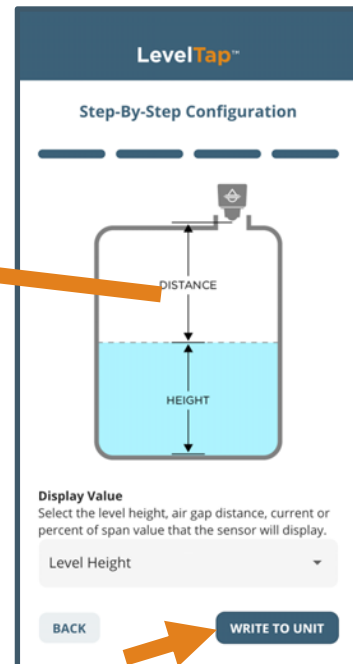 LevelTap™
Step-By-Step Configuration
DISTANCE
HEIGHT
Display Value
Select the level height, air gap distance, current or
percent of span value that the sensor will display.
Level Height
BACK
WRITE TO UNIT